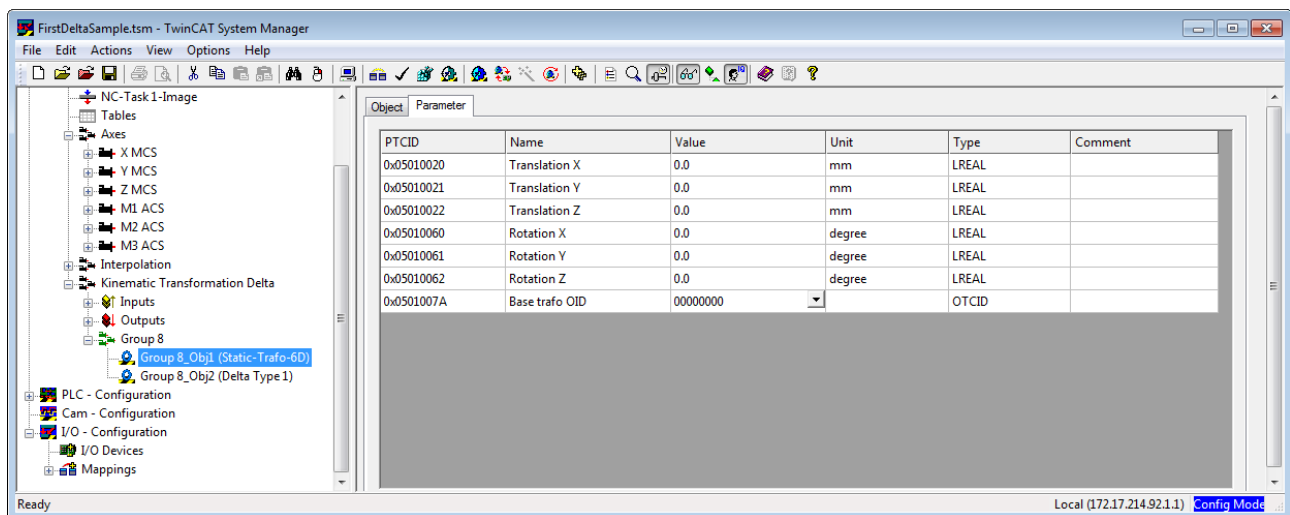 FirstDeltaSample.tsm - TwinCAT System Manager
File Edit Actions View Options Help
NC-Task 1-Image
Tables
Axes
X MCS
Y MCS
Z MCS
M1 ACS
M2 ACS
M3 ACS
Interpolation
Kinematic Transformation Delta
Inputs
Outputs
Group 8
Group 8_Obj1 (Static-Trafo-6D)
Group 8_Obj2 (Delta Type 1)
PLC - Configuration
Cam - Configuration
I/O - Configuration
I/O Devices
Mappings
Object Parameter
PTCID Name Value Unit Type Comment
0x05010020 Translation X 0.0 mm LREAL
0x05010021 Translation Y 0.0 mm LREAL
0x05010022 Translation Z 0.0 mm LREAL
0x05010060 Rotation X 0.0 degree LREAL
0x05010061 Rotation Y 0.0 degree LREAL
0x05010062 Rotation Z 0.0 degree LREAL
0x0501007A Base trafo OID 00000000 OTCID
Ready Local (172.17.214.92.1.1) Config Mode